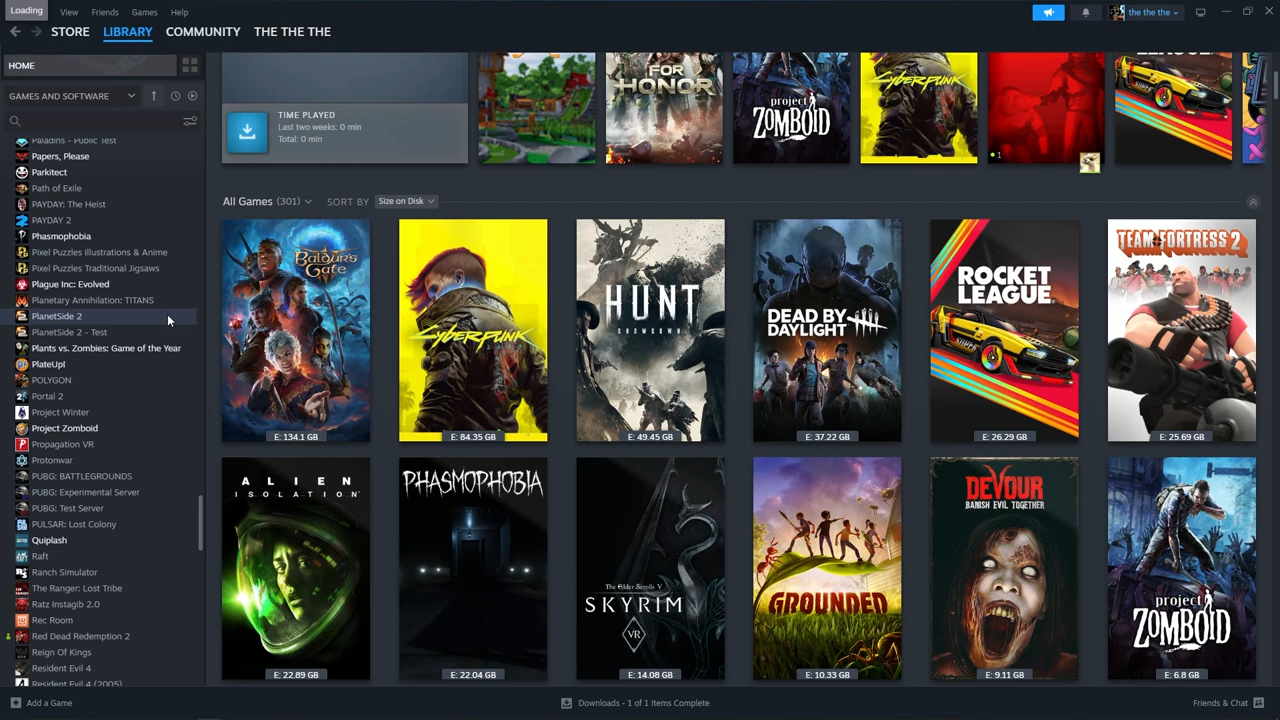 Loading
View Friends Games Help
the the the
STORE LIBRARY COMMUNITY THE THE THE
HOME
GAMES AND SOFTWARE
Paladins - Public Test
Papers, Please
Parkitect
Path of Exile
PAYDAY: The Heist
PAYDAY 2
Phasmophobia
Pixel Puzzles Illustrations & Anime
Pixel Puzzles Traditional Jigsaws
Plague Inc: Evolved
Planetary Annihilation: TITANS
PlanetSide 2
PlanetSide 2 - Test
Plants vs. Zombies: Game of the Year
PlateUp!
POLYGON
Portal 2
Project Winter
Project Zomboid
Propagation VR
Protonwar
PUBG: BATTLEGROUNDS
PUBG: Experimental Server
PUBG: Test Server
PULSAR: Lost Colony
Quiplash
Raft
Ranch Simulator
The Ranger: Lost Tribe
Ratz Instagib 2.0
Rec Room
Red Dead Redemption 2
Reign Of Kings
Resident Evil 4
Resident Evil 4 (2005)
TIME PLAYED
Last two weeks: 0 min
Total: 0 min
FOR
HONOR
project
ZOMBOID
CYBERPUNK
1
LEAGUE
All Games (301)
SORT BY Size on Disk
Baldur's
Gate
E: 134.1 GB
CYBERPUNK
E: 84.35 GB
HUNT
SHOWDOWN
E: 49.45 GB
DEAD BY
DAYLIGHT
E: 37.22 GB
ROCKET
LEAGUE
E: 26.29 GB
TEAM FORTRESS 2
E: 25.69 GB
ALIEN
ISOLATION
E: 22.89 GB
PHASMOPHOBIA
E: 22.04 GB
The Elder Scrolls V
SKYRIM
VR
E: 14.08 GB
GROUNDED
E: 10.33 GB
DEVOUR
BANISH EVIL TOGETHER
E: 9.11 GB
project
ZOMBOID
E: 6.8 GB
Add a Game
Downloads - 1 of 1 Items Complete
Friends & Chat